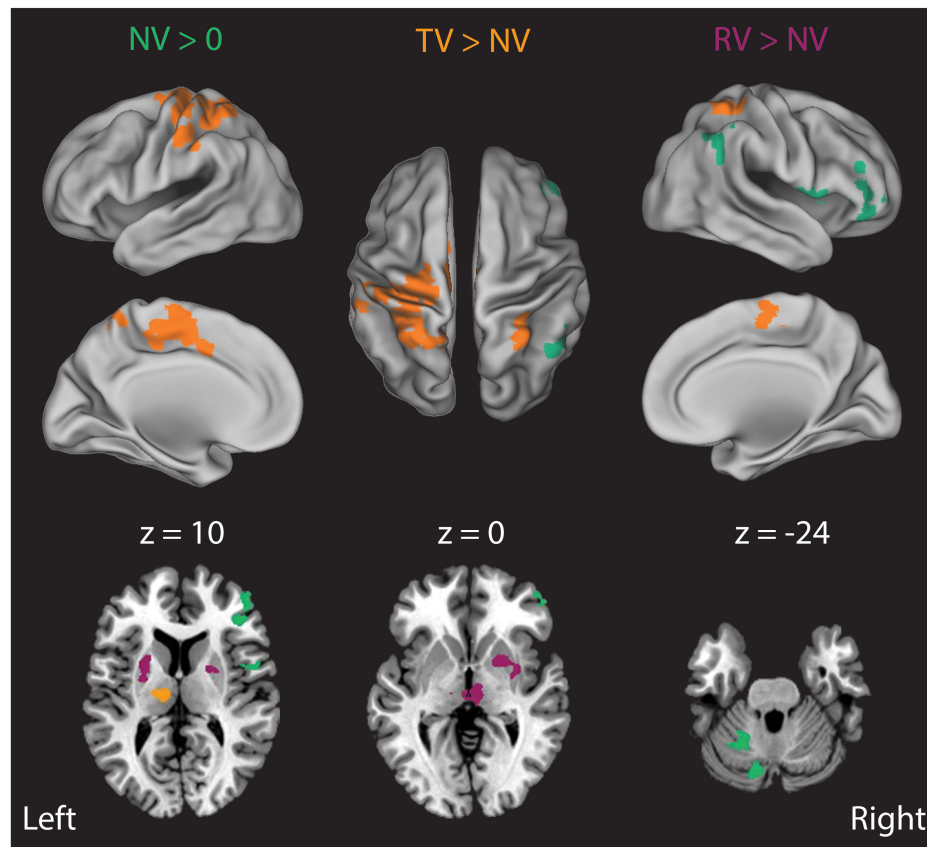 NV > 0
TV > NV
RV > NV
z = 10
z = 0
z = -24
Left
Right